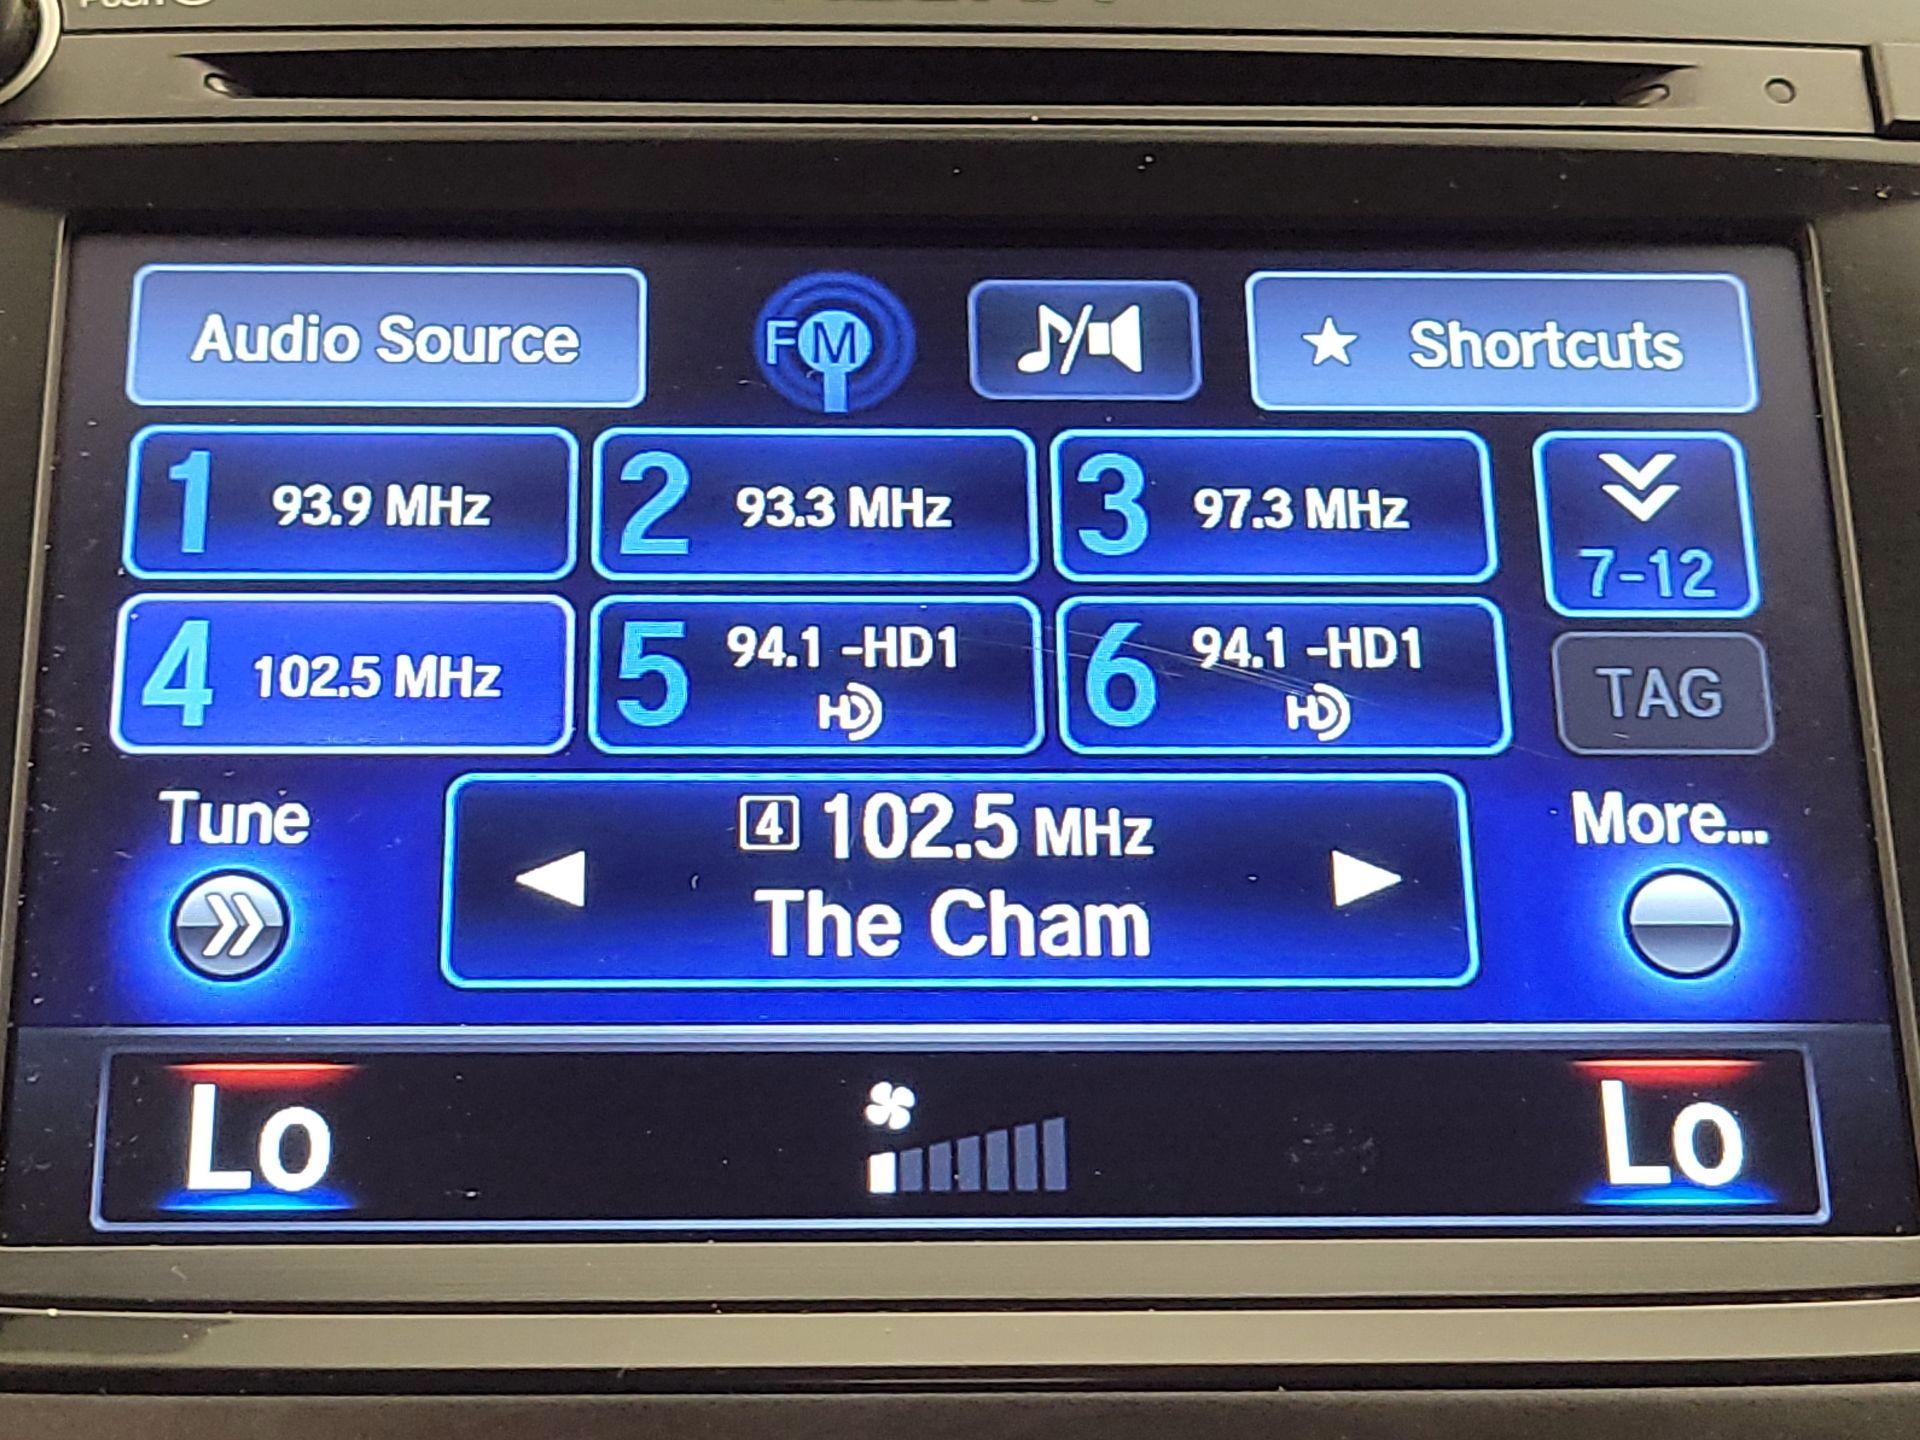 Audio Source
FM
Shortcuts
1 93.9 MHz
2 93.3 MHz
3 97.3 MHz
7-12
4 102.5 MHz
5 94.1 -HD1
HD
6 94.1 -HD1
HD
TAG
Tune
4 102.5 MHz
The Cham
More...
Lo
Lo